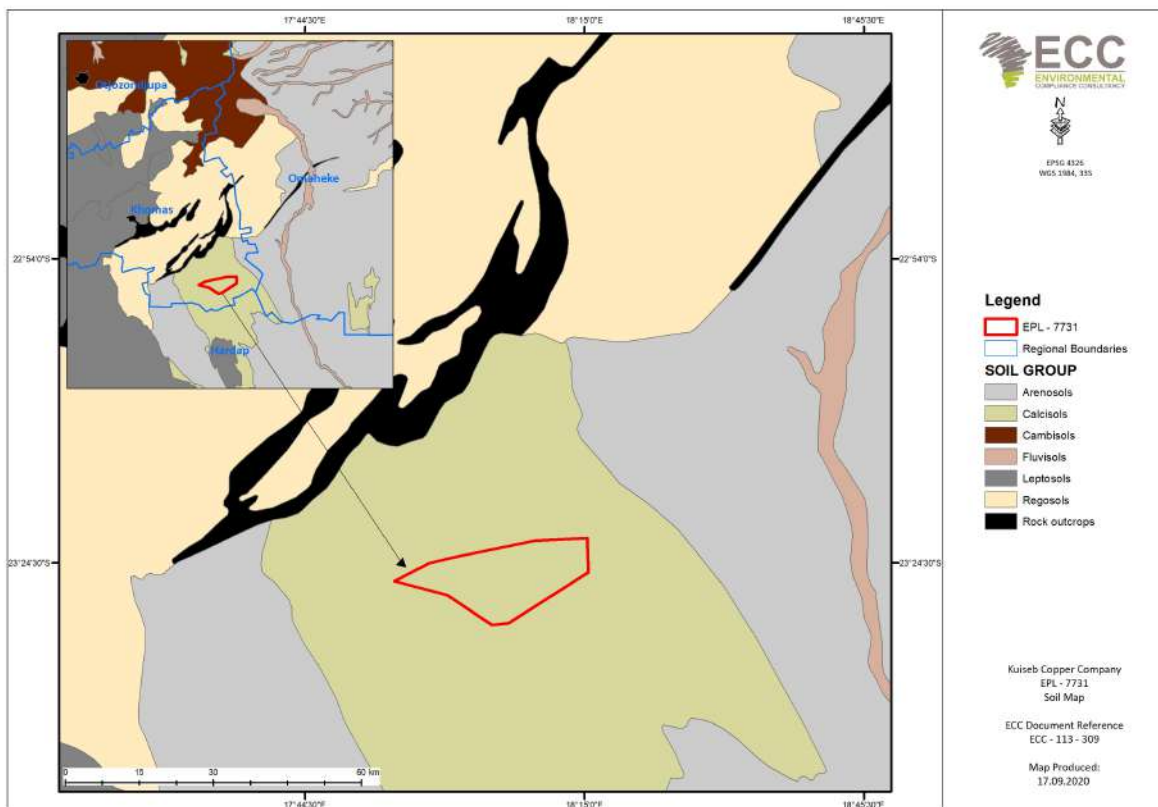 17°44'30"E
18°15'0"E
18°45'30"E
Otjozondjupa
Omaheke
Khomas
Hardap
22°54'0"S
22°54'0"S
23°24'30"S
23°24'30"S
0 15 30 60 km
17°44'30"E
18°15'0"E
18°45'30"E
ECC
ENVIRONMENTAL
COMPLIANCE CONSULTANCY
N
EPSG 4326
WGS 1984, 33S
Legend
EPL - 7731
Regional Boundaries
SOIL GROUP
Arenosols
Calcisols
Cambisols
Fluvisols
Leptosols
Regosols
Rock outcrops
Kuiseb Copper Company
EPL - 7731
Soil Map
ECC Document Reference
ECC - 113 - 309
Map Produced:
17.09.2020